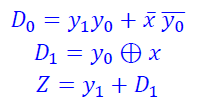 D₀ = y₁y₀ + x̄ y̅₀̅
D₁ = y₀ ⊕ x
Z = y₁ + D₁